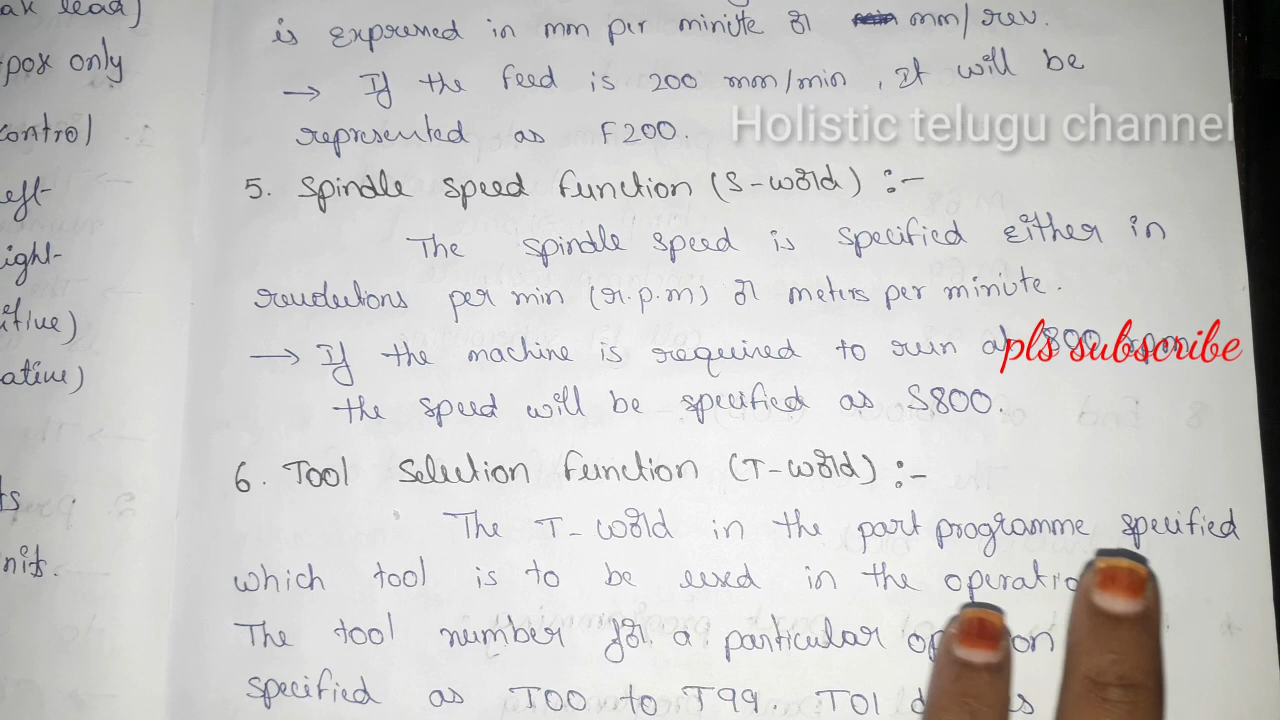 ak lead)
pose only
control
eft-
ight-
ative)
nits.
is expressed in mm per minute or mm/rev.
→ If the feed is 200 mm/min, it will be
represented as F200.
Holistic telugu channel
5. Spindle speed function (S-word) :-
The spindle speed is specified either in
revolutions per min (r.p.m) or meters per minute.
→ If the machine is required to run at 800 rpm
pls subscribe
the speed will be specified as S800.
6. Tool Selection function (T-word) :-
The T-word in the part programme specified
which tool is to be used in the
The tool number for a particular
specified as T00 to T99. T01